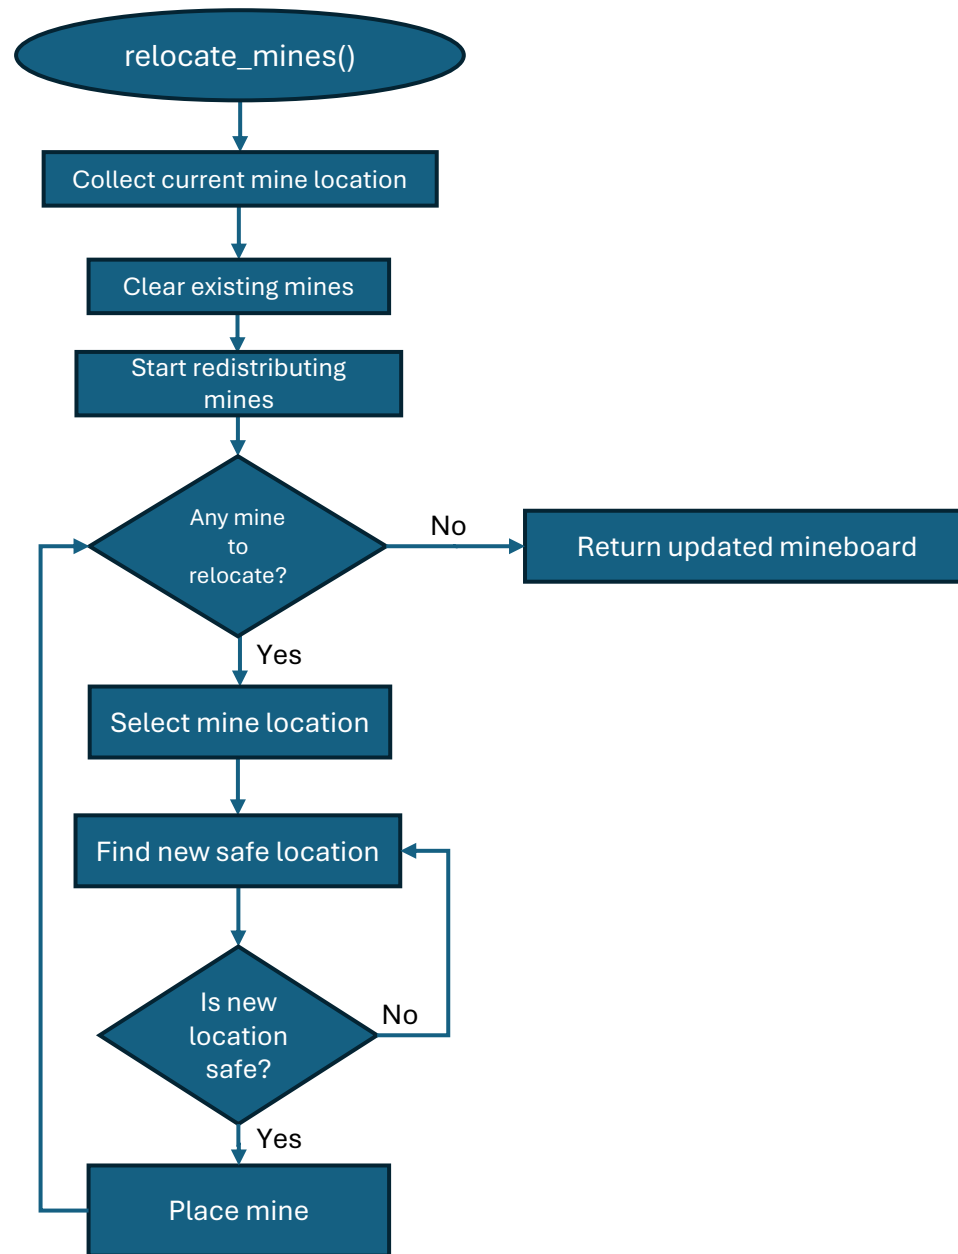 relocate_mines()
Collect current mine location
Clear existing mines
Start redistributing
mines
Any mine
to
relocate?
No
Return updated mineboard
Yes
Select mine location
Find new safe location
Is new
location
safe?
No
Yes
Place mine